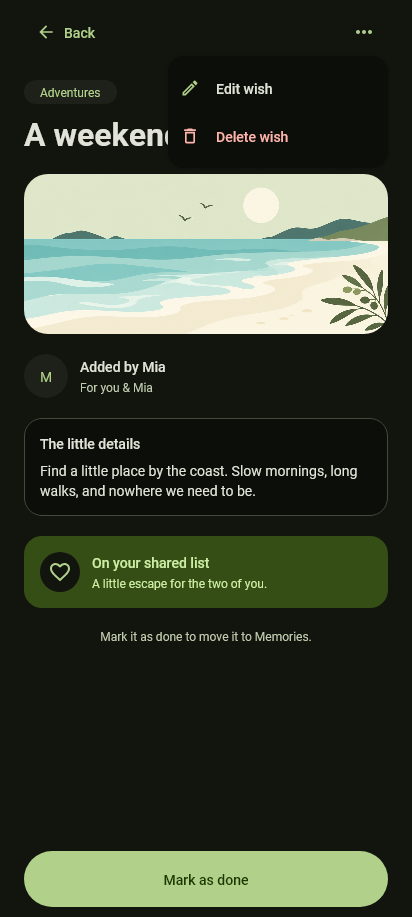 Back
Edit wish
Delete wish
Adventures
A weekend
Added by Mia
M
For you & Mia
The little details
Find a little place by the coast. Slow mornings, long
walks, and nowhere we need to be.
On your shared list
A little escape for the two of you.
Mark it as done to move it to Memories.
Mark as done